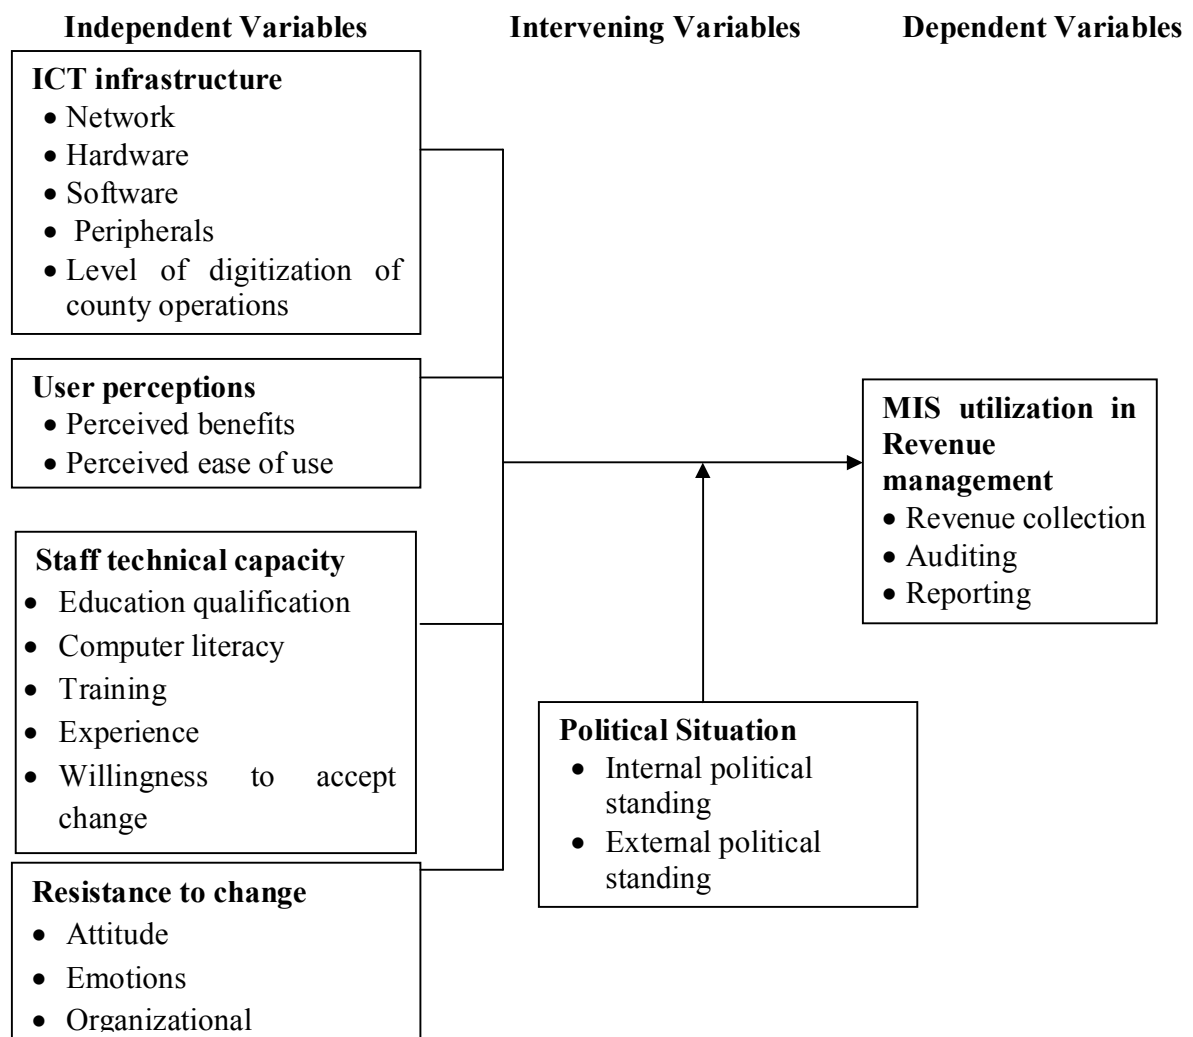 Independent Variables Intervening Variables Dependent Variables
ICT infrastructure
• Network
• Hardware
• Software
• Peripherals
• Level of digitization of
county operations
User perceptions
• Perceived benefits
• Perceived ease of use
Staff technical capacity
• Education qualification
• Computer literacy
• Training
• Experience
• Willingness to accept
change
Resistance to change
• Attitude
• Emotions
• Organizational
Political Situation
• Internal political
standing
• External political
standing
MIS utilization in
Revenue
management
• Revenue collection
• Auditing
• Reporting